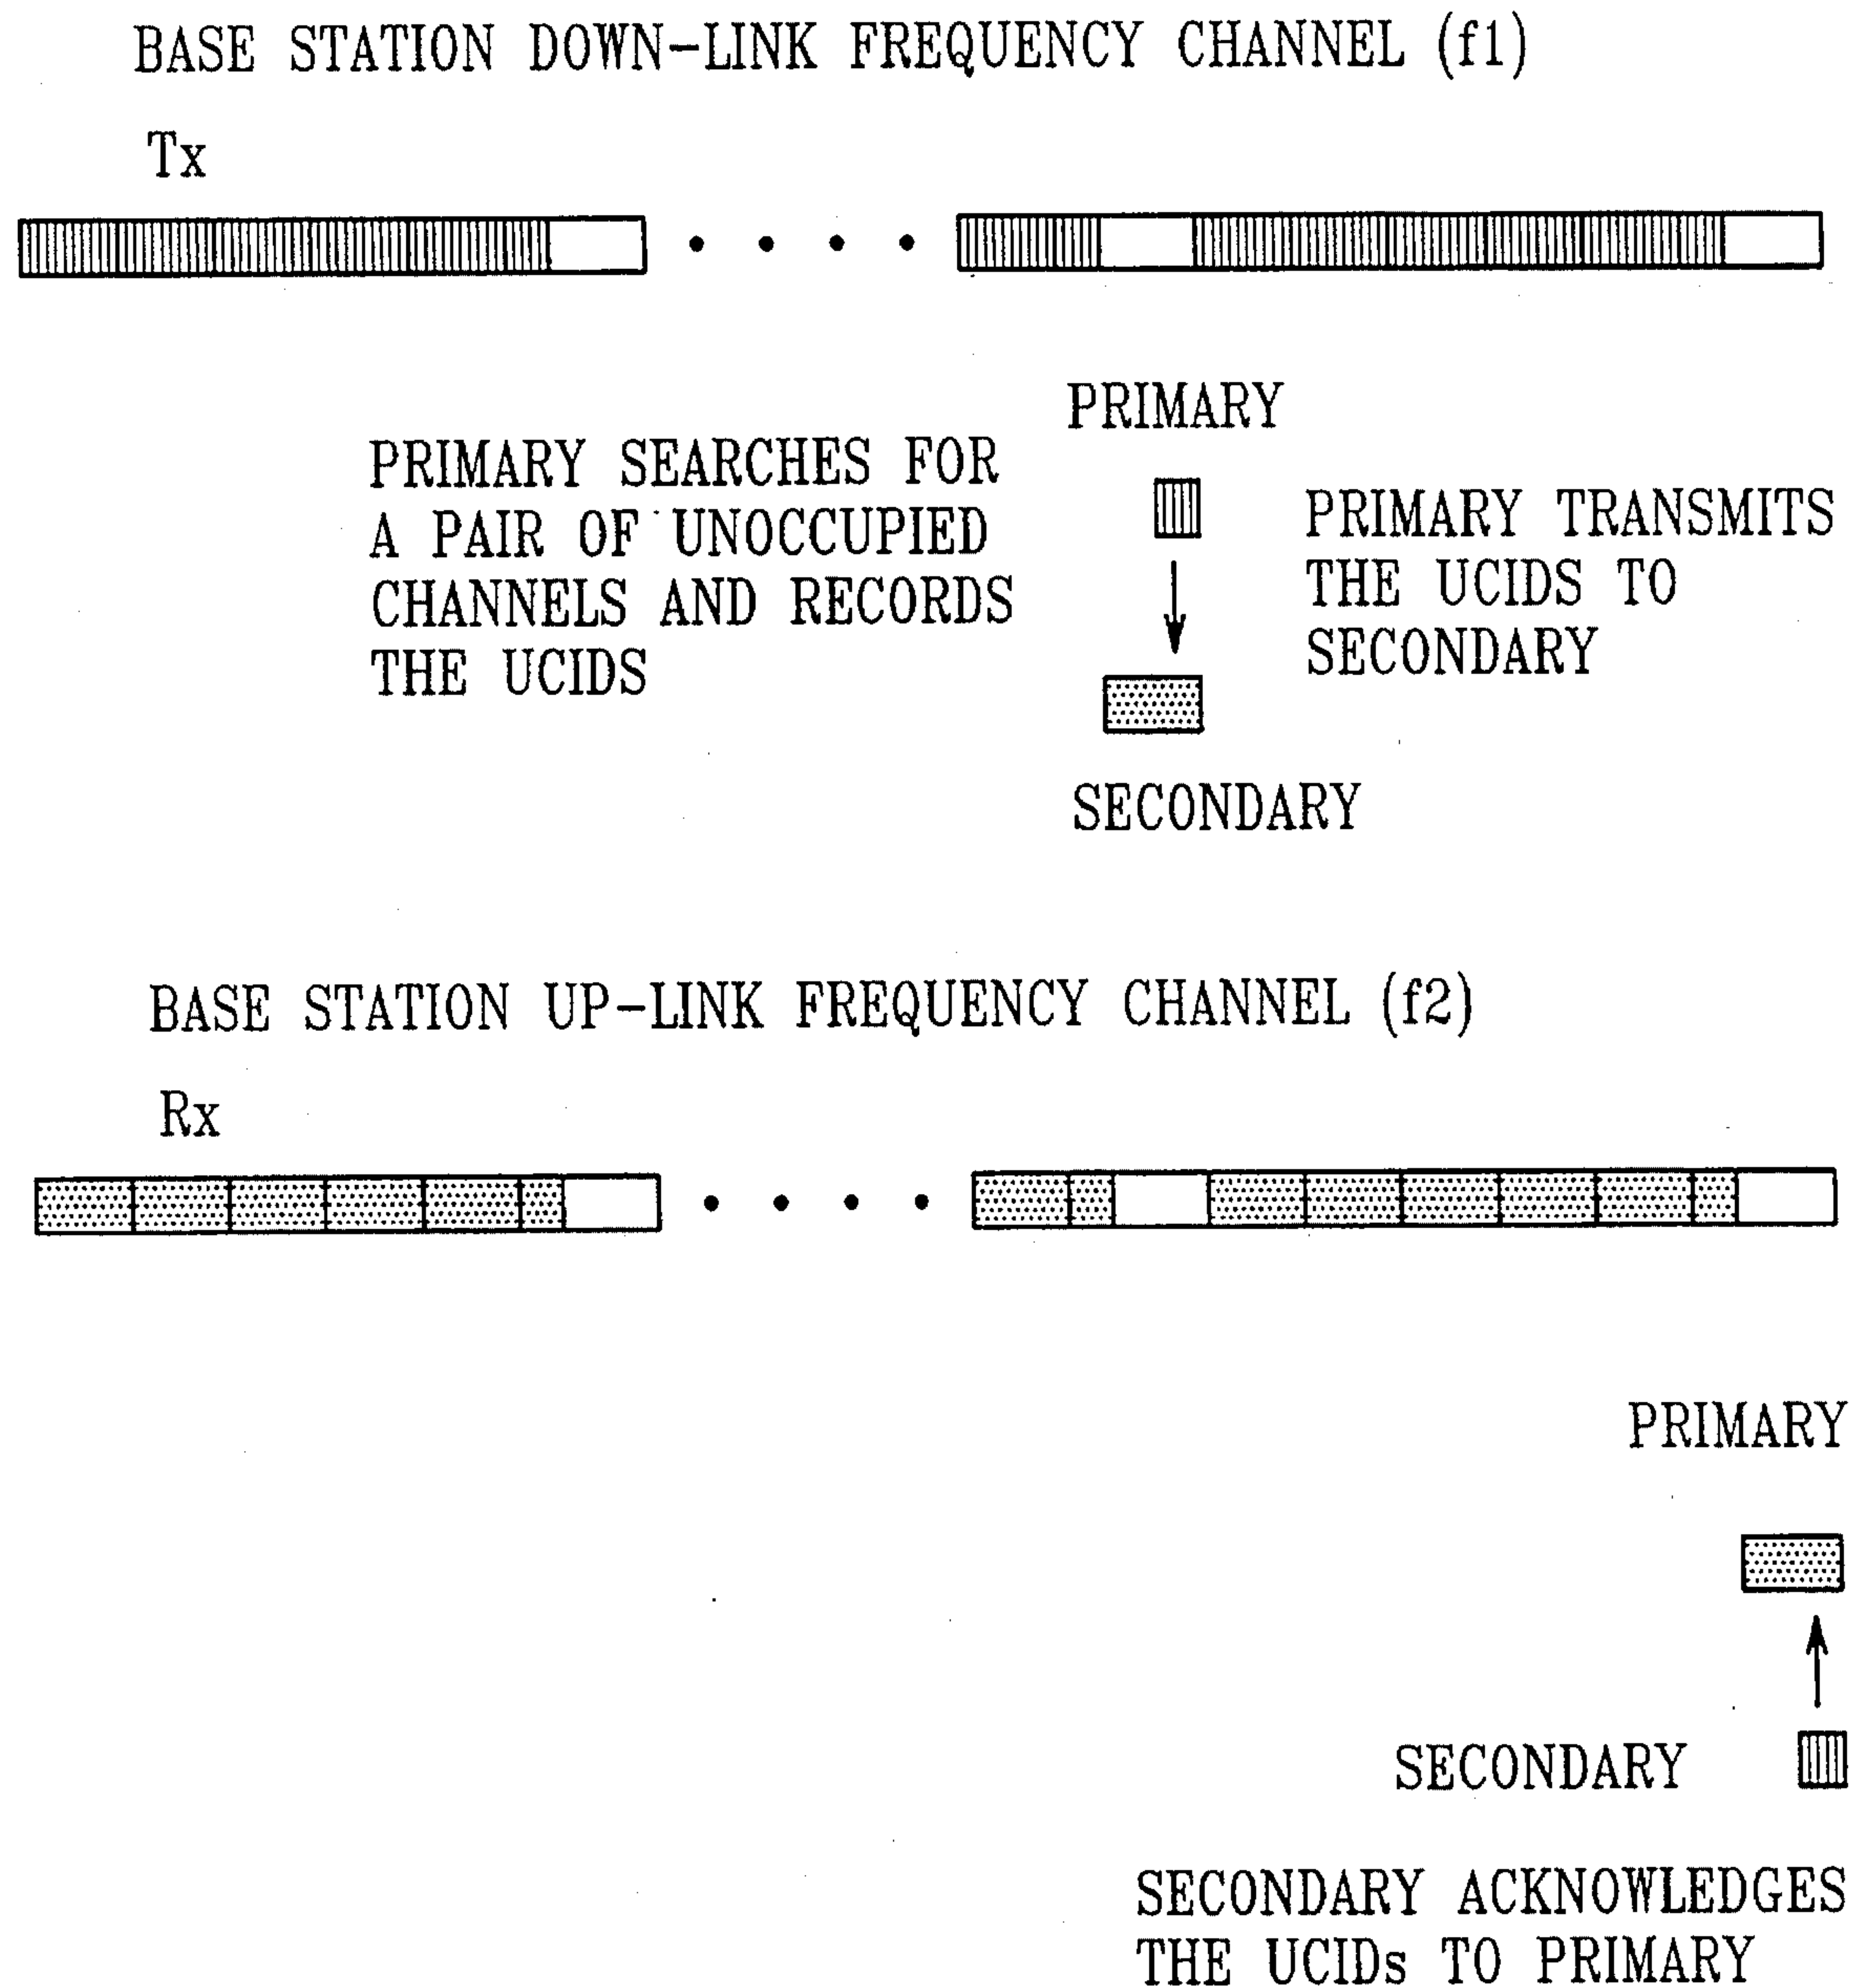 BASE STATION DOWN-LINK FREQUENCY CHANNEL (f1)
Tx
PRIMARY
PRIMARY SEARCHES FOR
A PAIR OF UNOCCUPIED
CHANNELS AND RECORDS
THE UCIDS
PRIMARY TRANSMITS
THE UCIDS TO
SECONDARY
SECONDARY
BASE STATION UP-LINK FREQUENCY CHANNEL (f2)
Rx
PRIMARY
SECONDARY
SECONDARY ACKNOWLEDGES
THE UCIDs TO PRIMARY